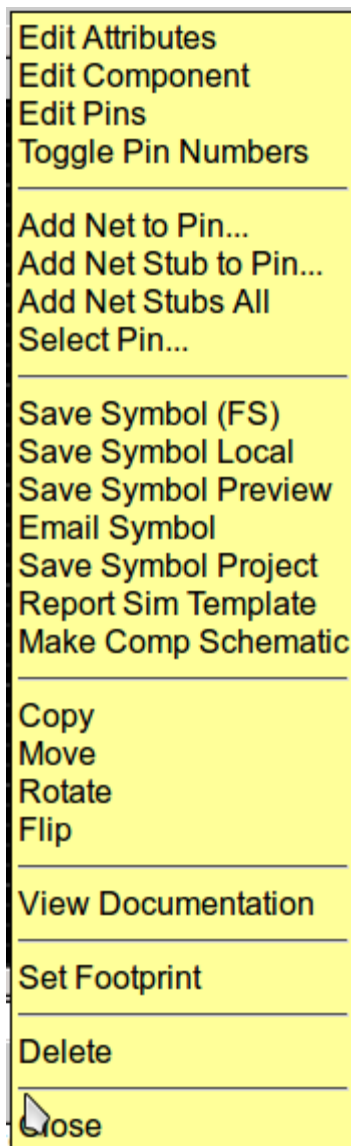 Edit Attributes
Edit Component
Edit Pins
Toggle Pin Numbers
Add Net to Pin...
Add Net Stub to Pin...
Add Net Stubs All
Select Pin...
Save Symbol (FS)
Save Symbol Local
Save Symbol Preview
Email Symbol
Save Symbol Project
Report Sim Template
Make Comp Schematic
Copy
Move
Rotate
Flip
View Documentation
Set Footprint
Delete
Close